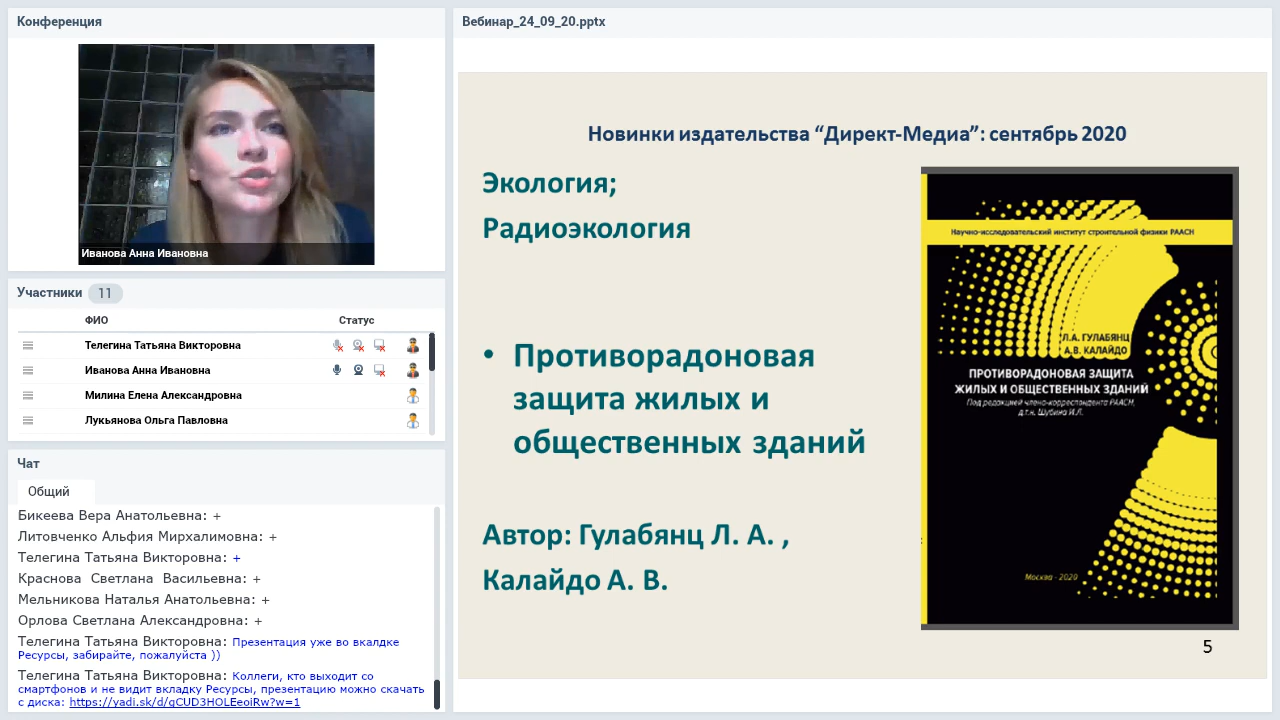 Конференция
Иванова Анна Ивановна
Участники 11
ФИО Статус
Телегина Татьяна Викторовна
Иванова Анна Ивановна
Милина Елена Александровна
Лукьянова Ольга Павловна
Чат
Общий
Бикеева Вера Анатольевна: +
Литовченко Альфия Мирхалимовна: +
Телегина Татьяна Викторовна: +
Краснова Светлана Васильевна: +
Мельникова Наталья Анатольевна: +
Орлова Светлана Александровна: +
Телегина Татьяна Викторовна: Презентация уже во вкалдке
Ресурсы, забирайте, пожалуйста ))
Телегина Татьяна Викторовна: Коллеги, кто выходит со
смартфонов и не видит вкладку Ресурсы, презентацию можно скачать
с диска: https://yadi.sk/d/gCUD3HOLEeoiRw?w=1
Вебинар_24_09_20.pptx
Новинки издательства “Директ-Медиа”: сентябрь 2020
Экология;
Радиоэкология
• Противорадоновая
защита жилых и
общественных зданий
Автор: Гулабянц Л. А. ,
Калайдо А. В.
Научно-исследовательский институт строительной физики РААСН
Л.А. ГУЛАБЯНЦ
А.В. КАЛАЙДО
ПРОТИВОРАДОНОВАЯ ЗАЩИТА
ЖИЛЫХ И ОБЩЕСТВЕННЫХ ЗДАНИЙ
Под редакцией члена-корреспондента РААСН,
д.т.н. Шубина И.Л.
Москва - 2020
5